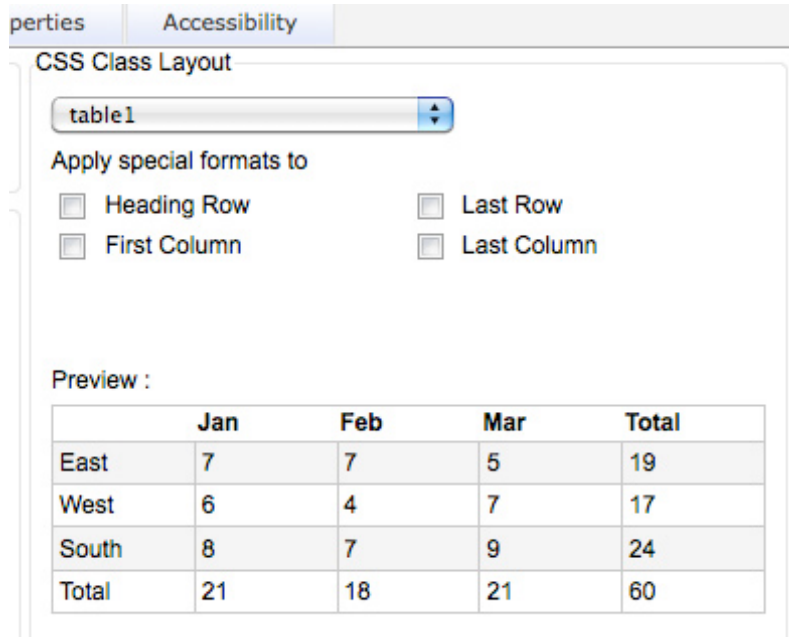 perties Accessibility
CSS Class Layout
table1
Apply special formats to
Heading Row Last Row
First Column Last Column
Preview :
Jan Feb Mar Total
East 7 7 5 19
West 6 4 7 17
South 8 7 9 24
Total 21 18 21 60